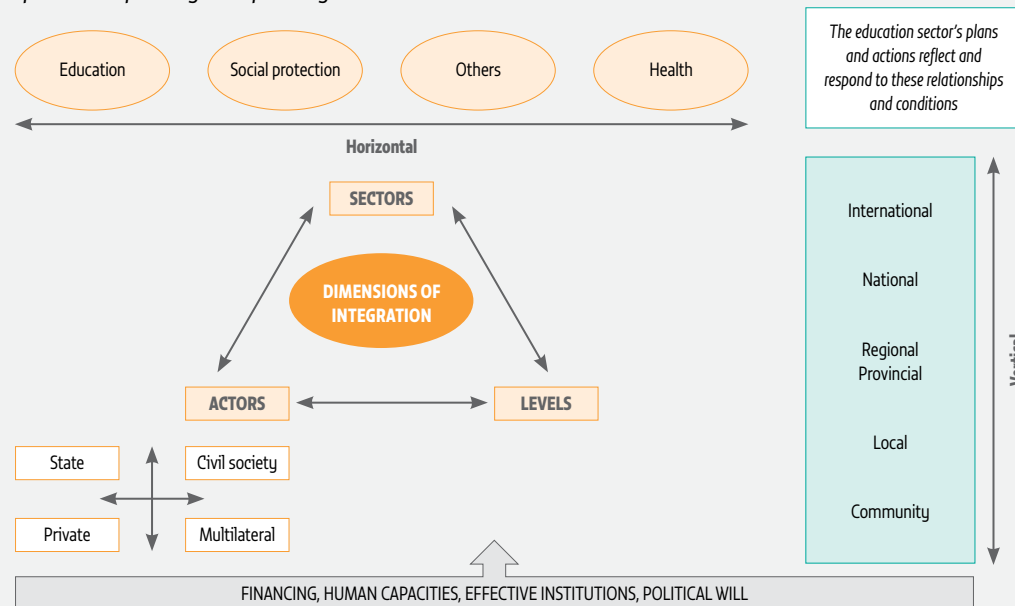 The education sector's plans
and actions reflect and
respond to these relationships
and conditions
Education
Social protection
Others
Health
Horizontal
SECTORS
DIMENSIONS OF
INTEGRATION
ACTORS
LEVELS
State
Civil society
Private
Multilateral
International
National
Regional
Provincial
Local
Community
Vertical
FINANCING, HUMAN CAPACITIES, EFFECTIVE INSTITUTIONS, POLITICAL WILL